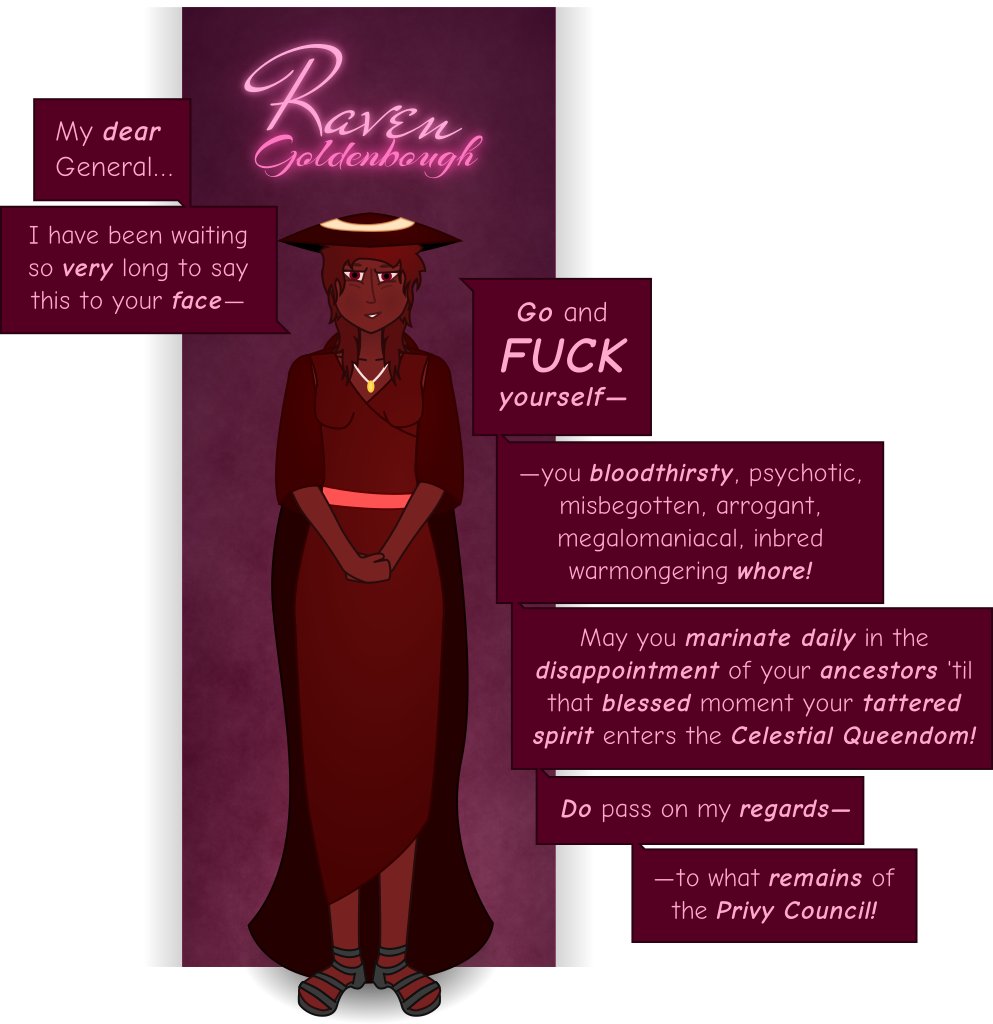 Raven
Goldenbough
My dear
General...
I have been waiting
so very long to say
this to your face—
Go and
FUCK
yourself—
—you bloodthirsty, psychotic,
misbegotten, arrogant,
megalomaniacal, inbred
warmongering whore!
May you marinate daily in the
disappointment of your ancestors 'til
that blessed moment your tattered
spirit enters the Celestial Queendom!
Do pass on my regards—
—to what remains of
the Privy Council!